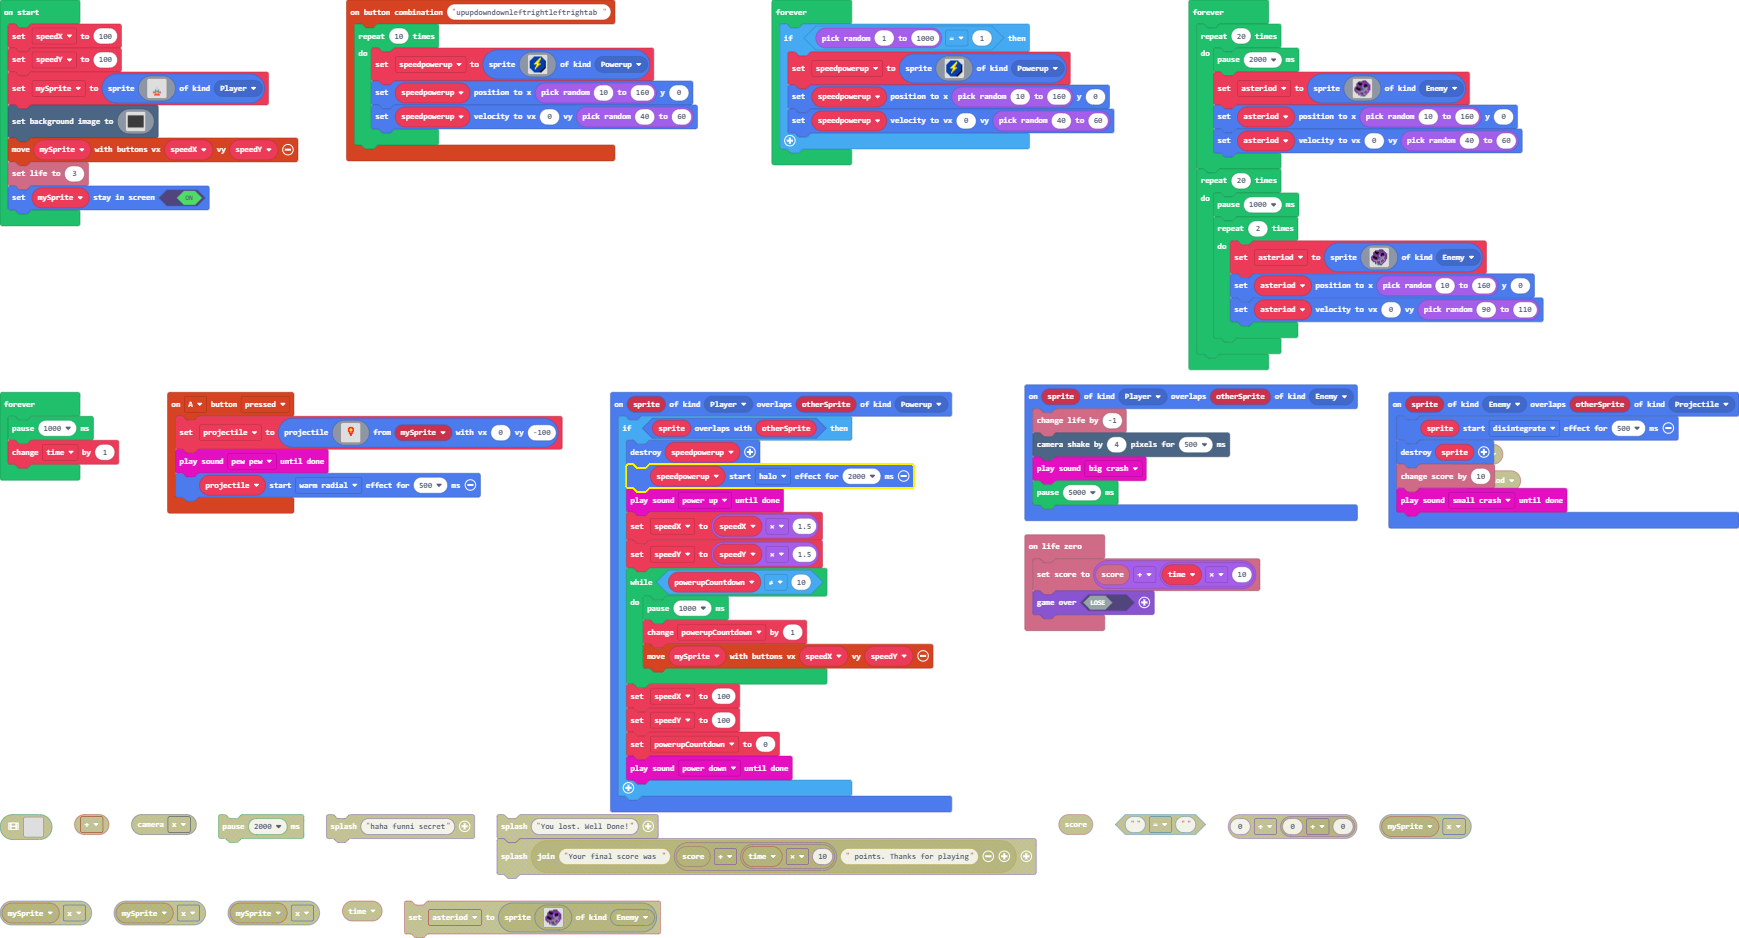 on start
set speedX to 100
set speedY to 100
set mySprite to sprite of kind Player
set background image to
move mySprite with buttons vx speedX vy speedY
set life to 3
set mySprite stay in screen ON
on button combination "upupdowndownleftrightleftrightab "
repeat 10 times
do
set speedpowerup to sprite of kind Powerup
set speedpowerup position to x pick random 10 to 160 y 0
set speedpowerup velocity to vx 0 vy pick random 40 to 60
forever
if pick random 1 to 1000 = 1 then
set speedpowerup to sprite of kind Powerup
set speedpowerup position to x pick random 10 to 160 y 0
set speedpowerup velocity to vx 0 vy pick random 40 to 60
forever
repeat 20 times
do
pause 2000 ms
set asteriod to sprite of kind Enemy
set asteriod position to x pick random 10 to 160 y 0
set asteriod velocity to vx 0 vy pick random 40 to 60
repeat 20 times
do
pause 1000 ms
repeat 2 times
do
set asteriod to sprite of kind Enemy
set asteriod position to x pick random 10 to 160 y 0
set asteriod velocity to vx 0 vy pick random 90 to 110
forever
pause 1000 ms
change time by 1
on A button pressed
set projectile to projectile from mySprite with vx 0 vy -100
play sound pew pew until done
projectile start warm radial effect for 500 ms
on sprite of kind Player overlaps otherSprite of kind Powerup
if sprite overlaps with otherSprite then
destroy speedpowerup
speedpowerup start halo effect for 2000 ms
play sound power up until done
set speedX to speedX × 1.5
set speedY to speedY × 1.5
while powerupCountdown ≠ 10
do
pause 1000 ms
change powerupCountdown by 1
move mySprite with buttons vx speedX vy speedY
set speedX to 100
set speedY to 100
set powerupCountdown to 0
play sound power down until done
on sprite of kind Player overlaps otherSprite of kind Enemy
change life by -1
camera shake by 4 pixels for 500 ms
play sound big crash
pause 5000 ms
on life zero
set score to score + time × 10
game over LOSE
on sprite of kind Enemy overlaps otherSprite of kind Projectile
sprite start disintegrate effect for 500 ms
destroy sprite
change score by 10
od
play sound small crash until done
+
camera x
pause 2000 ms
splash "haha funni secret"
splash "You lost. Well Done!"
splash join "Your final score was " score + time × 10 " points. Thanks for playing"
score
"" = ""
0 + 0 + 0
mySprite x
mySprite x
mySprite x
mySprite x
time
set asteriod to sprite of kind Enemy